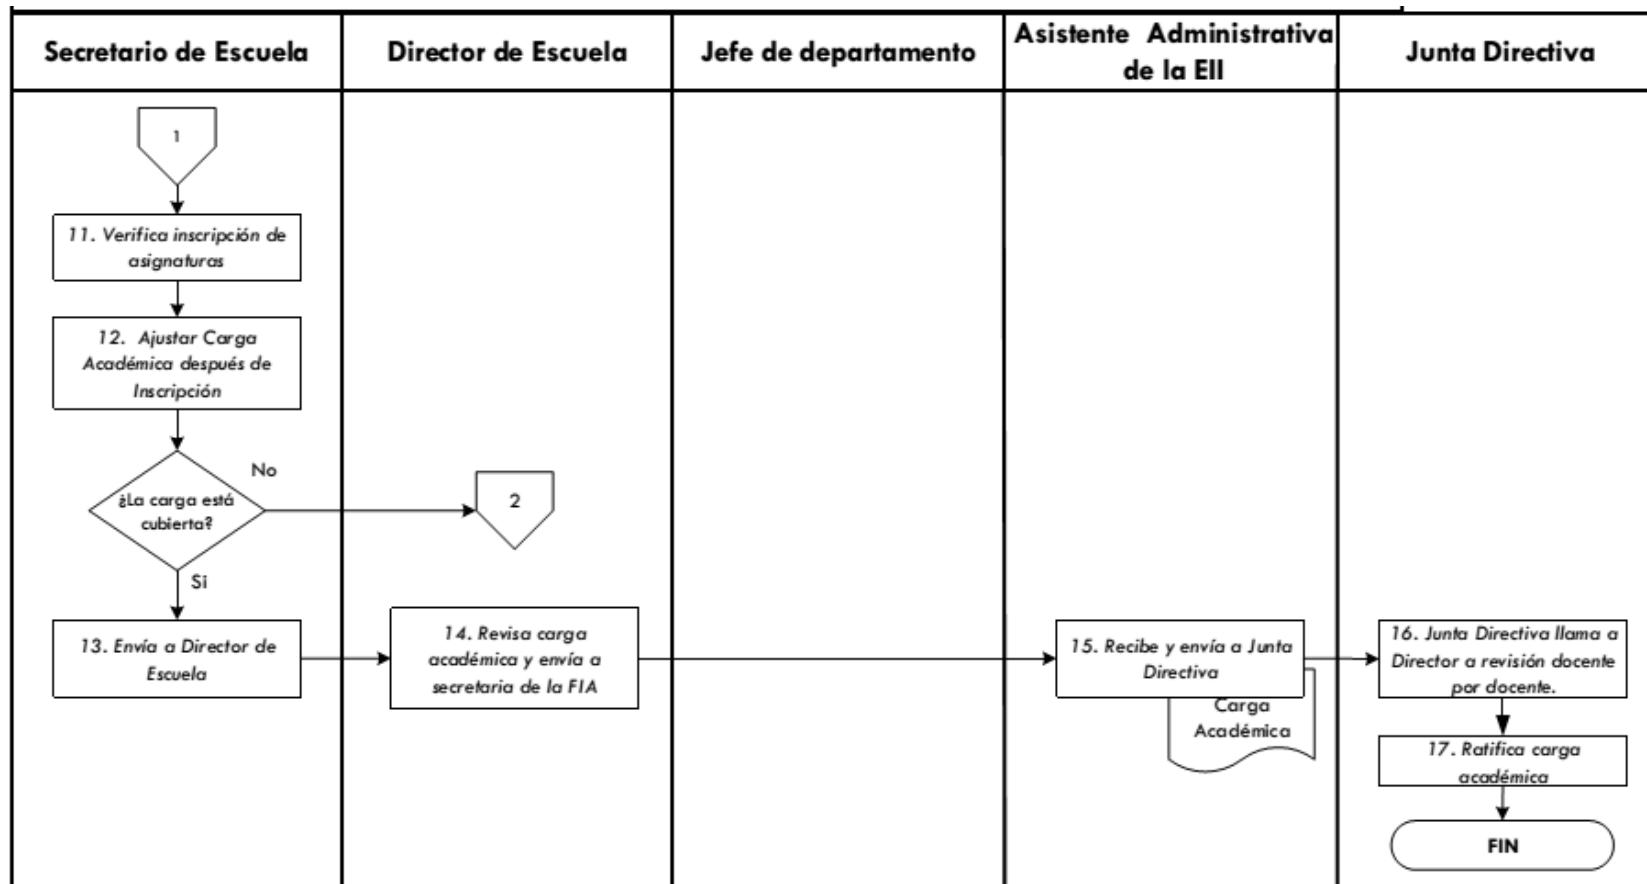 Secretario de Escuela
Director de Escuela
Jefe de departamento
Asistente Administrativa
de la EII
Junta Directiva
1
11. Verifica inscripción de
asignaturas
12. Ajustar Carga
Académica después de
Inscripción
¿La carga está
cubierta?
No
2
Si
13. Envía a Director de
Escuela
14. Revisa carga
académica y envía a
secretaria de la FIA
15. Recibe y envía a Junta
Directiva
Carga
Académica
16. Junta Directiva llama a
Director a revisión docente
por docente.
17. Ratifica carga
académica
FIN